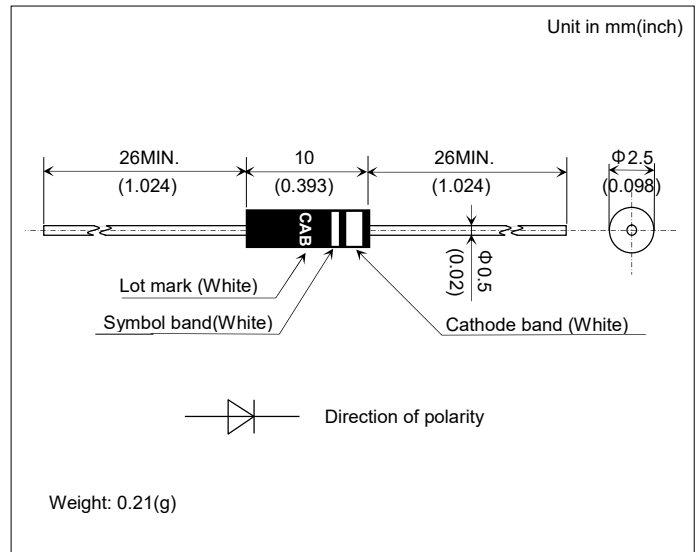 Unit in mm(inch)
26MIN.
(1.024)
10
(0.393)
26MIN.
(1.024)
Φ2.5
(0.098)
CAB
Φ0.5
(0.02)
Lot mark (White)
Symbol band(White)
Cathode band (White)
Direction of polarity
Weight: 0.21(g)